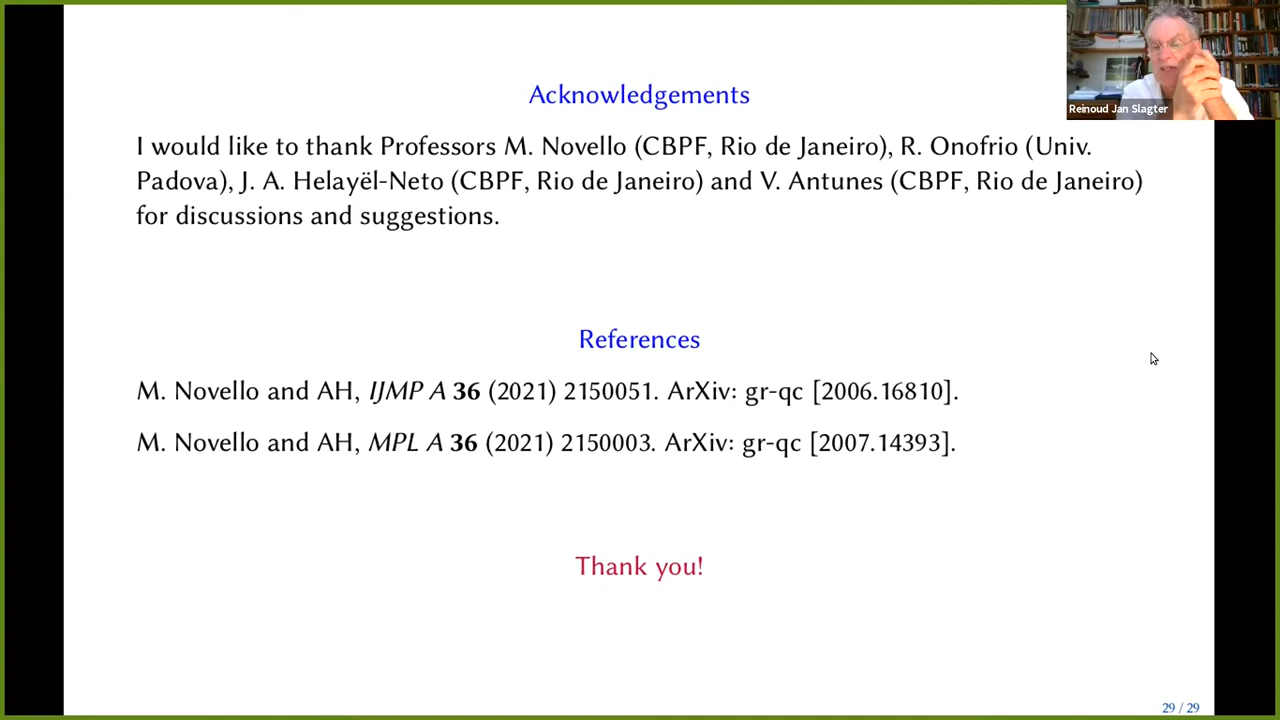 Reinoud Jan Slagter
Acknowledgements
I would like to thank Professors M. Novello (CBPF, Rio de Janeiro), R. Onofrio (Univ.
Padova), J. A. Helayël-Neto (CBPF, Rio de Janeiro) and V. Antunes (CBPF, Rio de Janeiro)
for discussions and suggestions.
References
M. Novello and AH, IJMP A 36 (2021) 2150051. ArXiv: gr-qc [2006.16810].
M. Novello and AH, MPL A 36 (2021) 2150003. ArXiv: gr-qc [2007.14393].
Thank you!
29 / 29